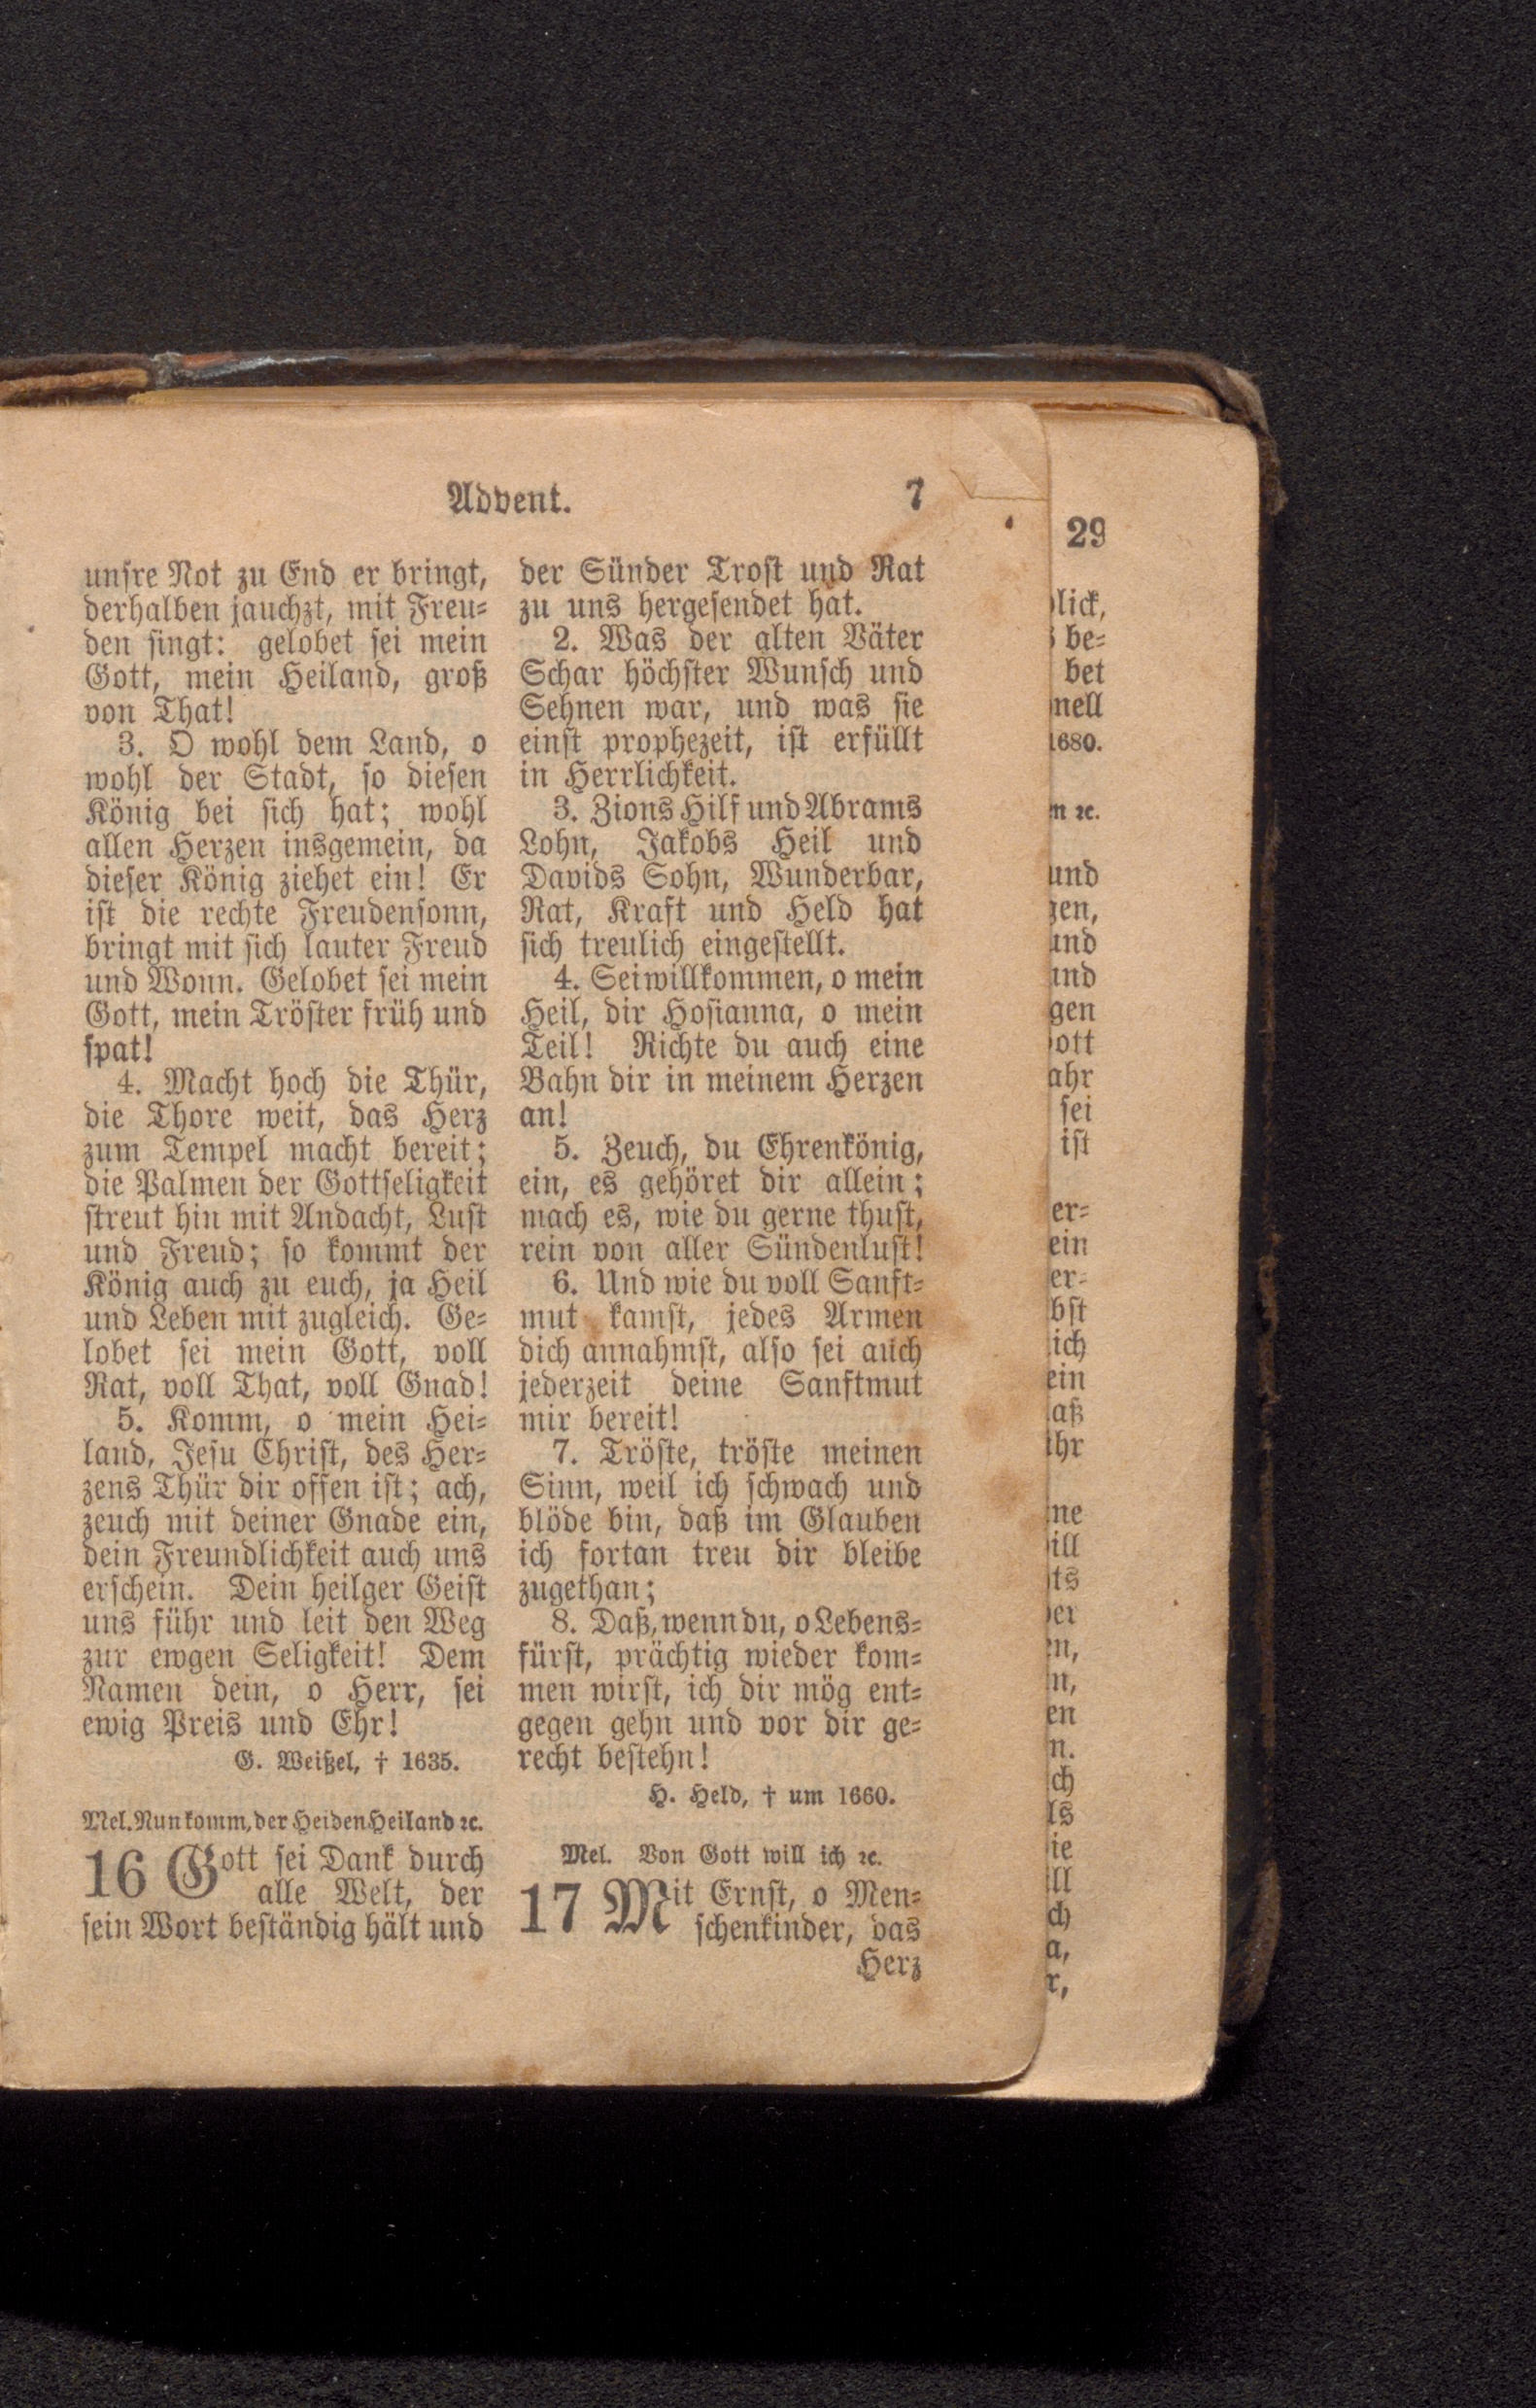 Advent. 7
unsre Not zu End er bringt,
derhalben jauchzt, mit Freu-
den singt: gelobet sei mein
Gott, mein Heiland, groß
von That!
3. O wohl dem Land, o
wohl der Stadt, so diesen
König bei sich hat; wohl
allen Herzen insgemein, da
dieser König ziehet ein! Er
ist die rechte Freudensonn,
bringt mit sich lauter Freud
und Wonn. Gelobet sei mein
Gott, mein Tröster früh und
spat!
4. Macht hoch die Thür,
die Thore weit, das Herz
zum Tempel macht bereit;
die Palmen der Gottseligkeit
streut hin mit Andacht, Lust
und Freud; so kommt der
König auch zu euch, ja Heil
und Leben mit zugleich. Ge-
lobet sei mein Gott, voll
Rat, voll That, voll Gnad!
5. Komm, o mein Hei-
land, Jesu Christ, des Her-
zens Thür dir offen ist; ach,
zeuch mit deiner Gnade ein,
dein Freundlichkeit auch uns
erschein. Dein heilger Geist
uns führ und leit den Weg
zur ewgen Seligkeit! Dem
Namen dein, o Herr, sei
ewig Preis und Ehr!
G. Weißel, † 1635.
Mel. Nun komm, der Heiden Heiland ꝛc.
16 Gott sei Dank durch
alle Welt, der
sein Wort beständig hält und
der Sünder Trost und Rat
zu uns hergesendet hat.
2. Was der alten Väter
Schar höchster Wunsch und
Sehnen war, und was sie
einst prophezeit, ist erfüllt
in Herrlichkeit.
3. Zions Hilf und Abrams
Lohn, Jakobs Heil und
Davids Sohn, Wunderbar,
Rat, Kraft und Held hat
sich treulich eingestellt.
4. Sei willkommen, o mein
Heil, dir Hosianna, o mein
Teil! Richte du auch eine
Bahn dir in meinem Herzen
an!
5. Zeuch, du Ehrenkönig,
ein, es gehöret dir allein;
mach es, wie du gerne thust,
rein von aller Sündenlust!
6. Und wie du voll Sanft-
mut kamst, jedes Armen
dich annahmst, also sei auch
jederzeit deine Sanftmut
mir bereit!
7. Tröste, tröste meinen
Sinn, weil ich schwach und
blöde bin, daß im Glauben
ich fortan treu dir bleibe
zugethan;
8. Daß, wenn du, o Lebens-
fürst, prächtig wieder kom-
men wirst, ich dir mög ent-
gegen gehn und vor dir ge-
recht bestehn!
H. Held, † um 1660.
Mel. Von Gott will ich ꝛc.
17 Mit Ernst, o Men-
schenkinder, das
Herz
29
be-
bet
1680.
ꝛc.
und
sei
ist